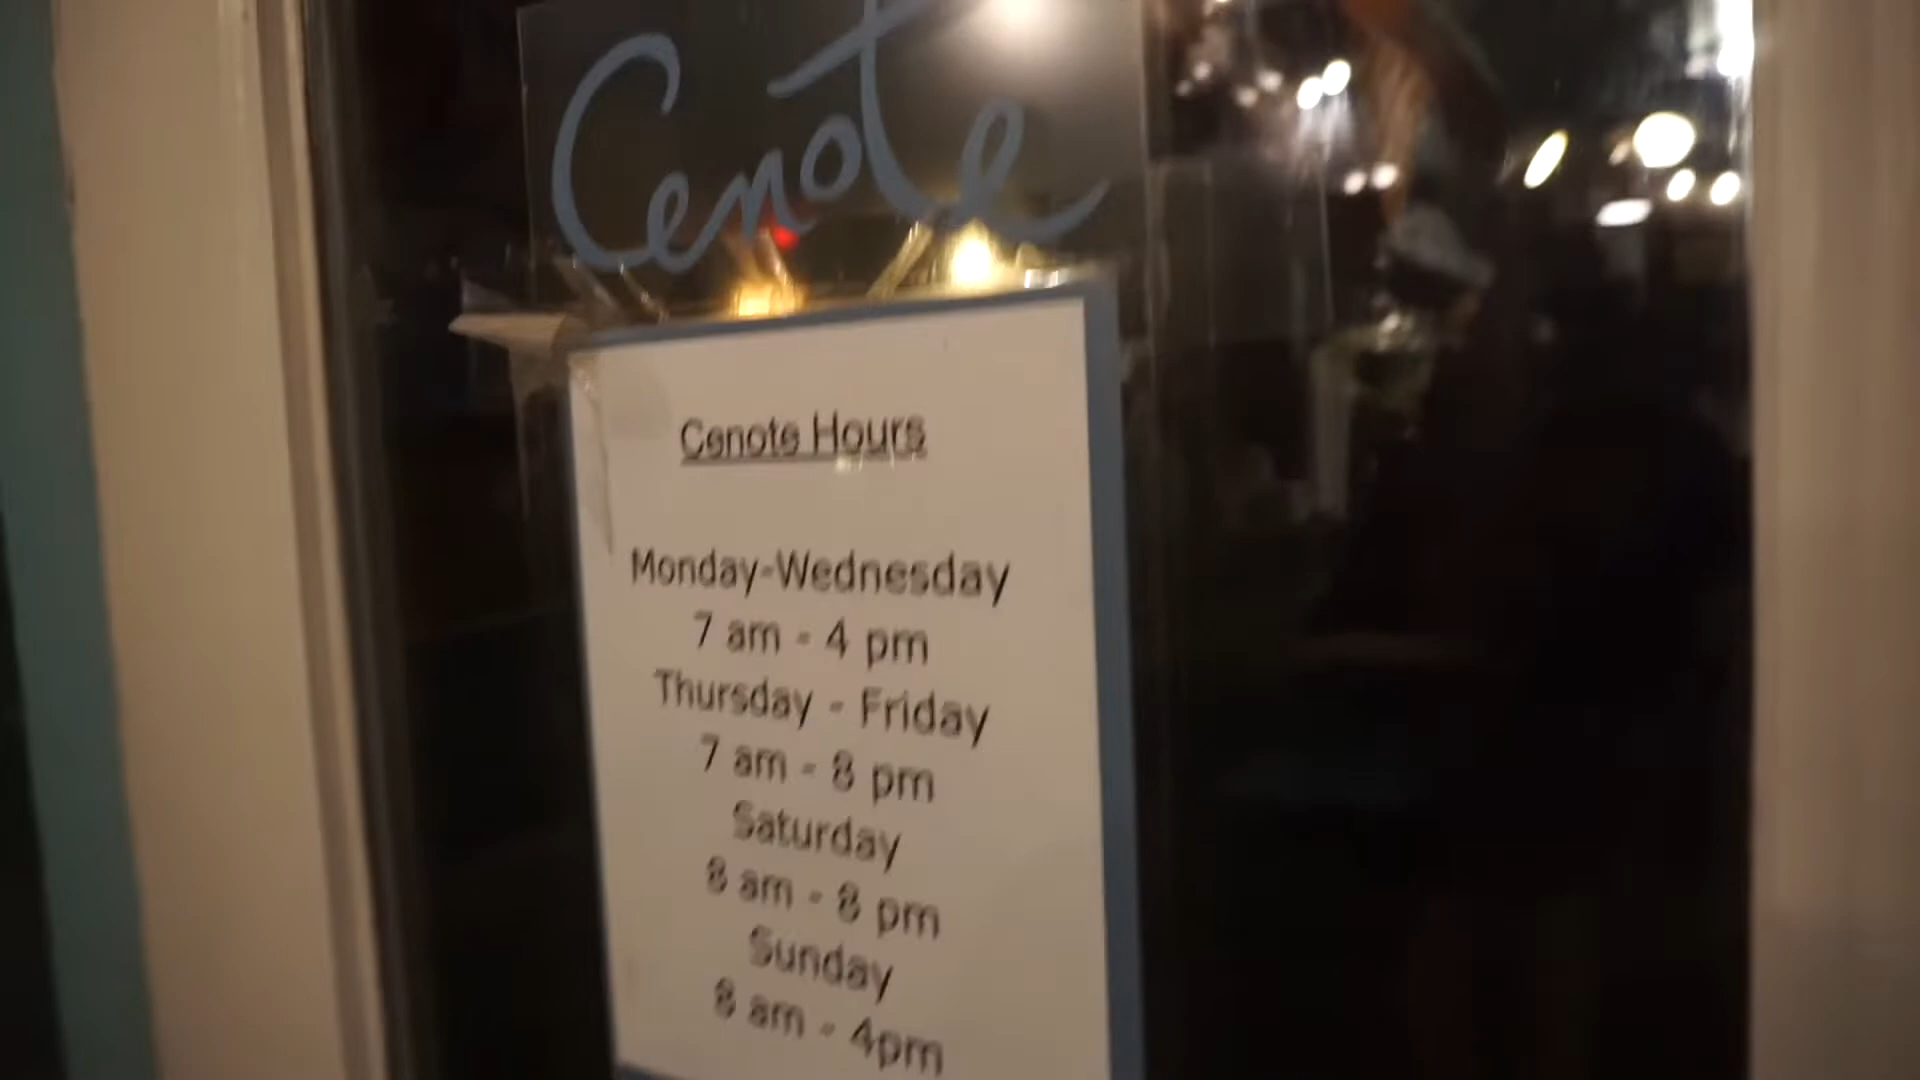 Cenote
Cenote Hours
Monday-Wednesday
7 am - 4 pm
Thursday - Friday
7 am - 8 pm
Saturday
8 am - 8 pm
Sunday
8 am - 4pm